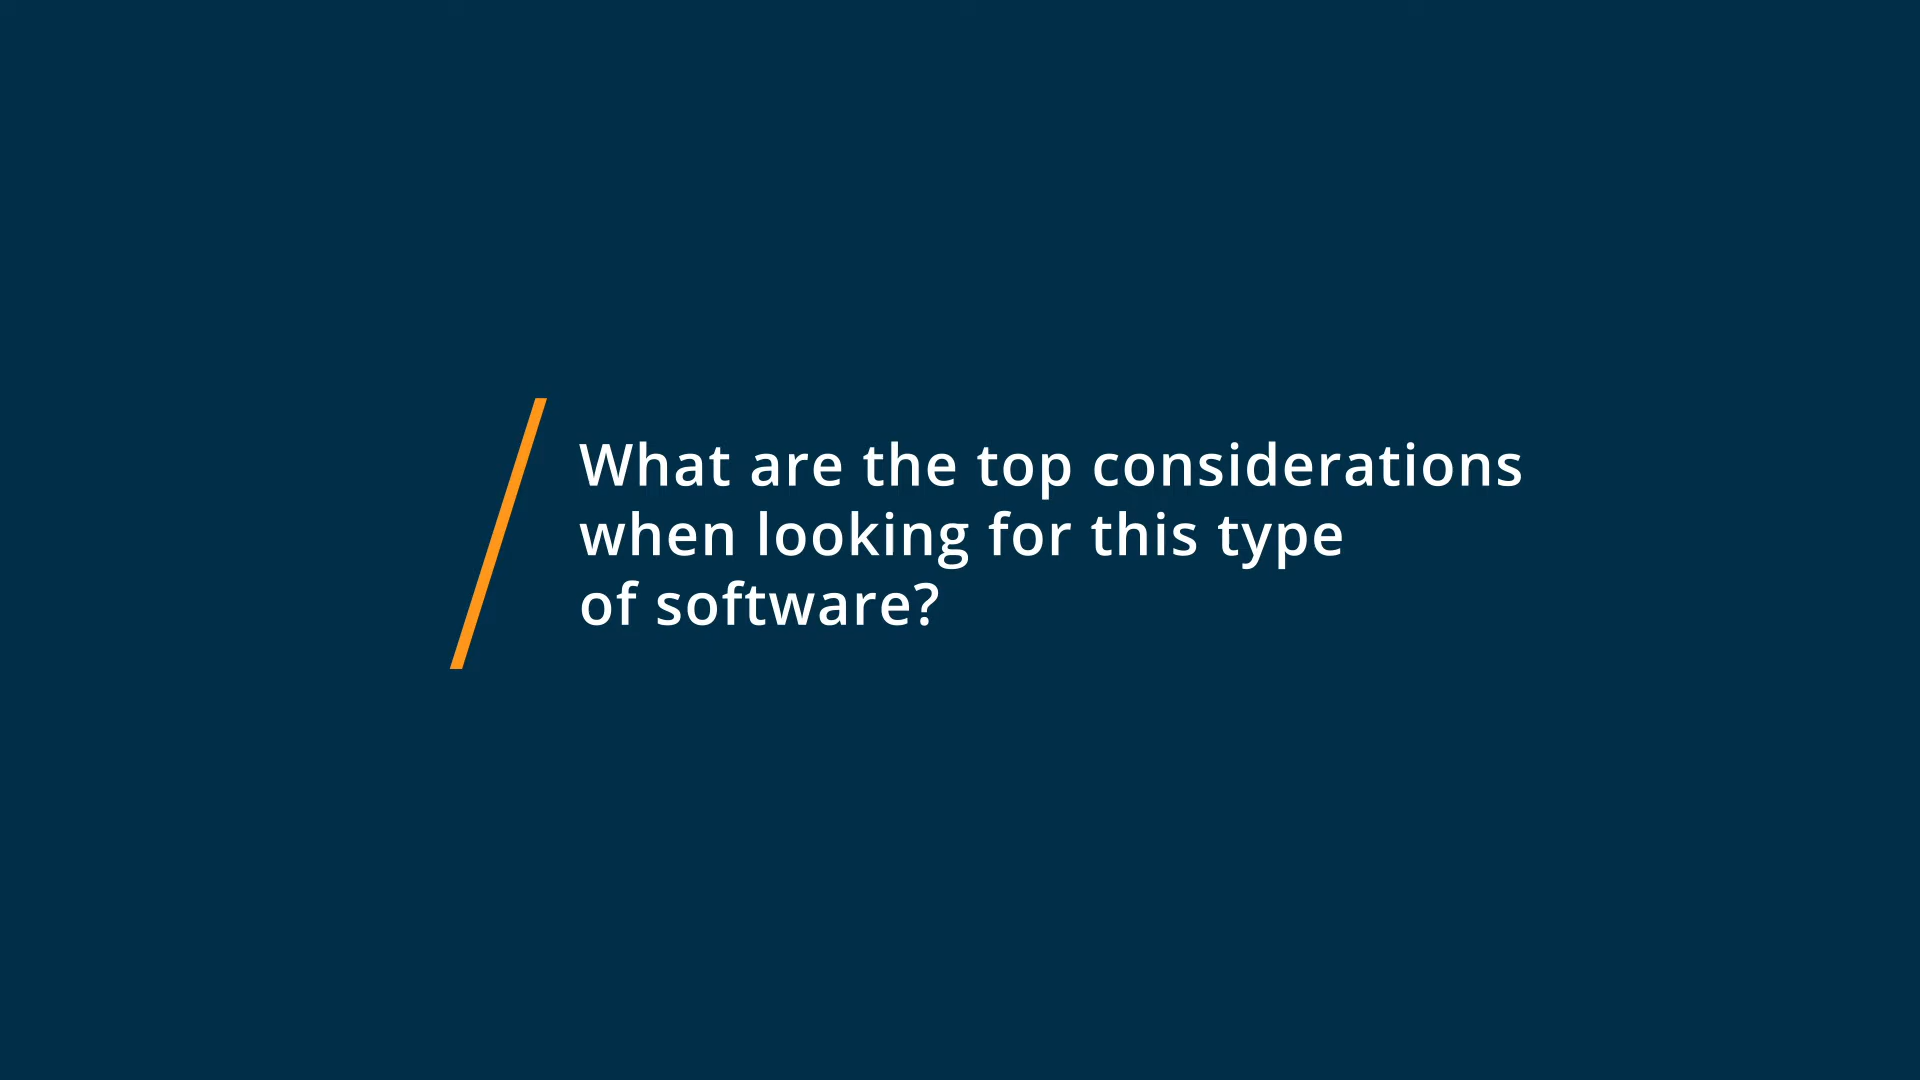 What are the top considerations
when looking for this type
of software?